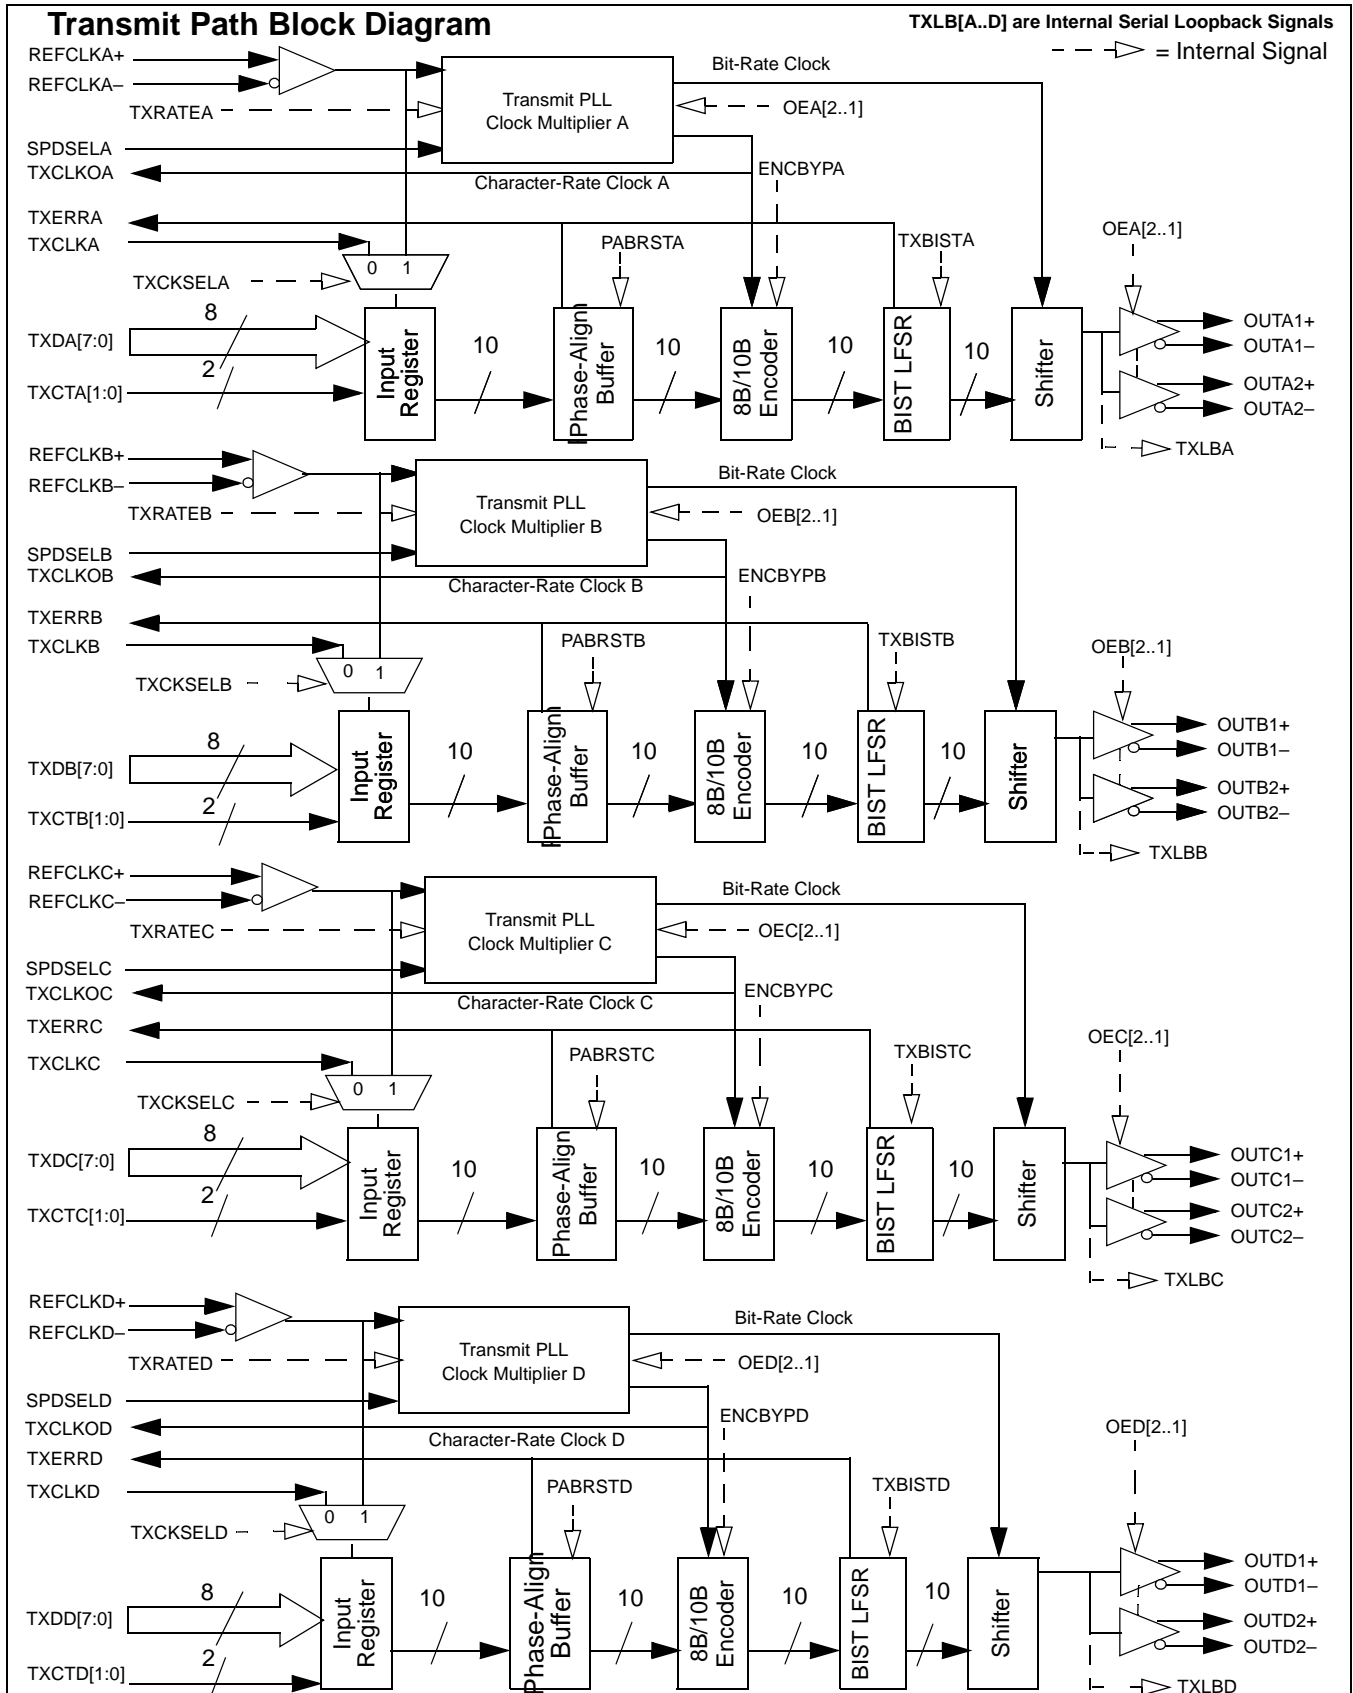 Transmit Path Block Diagram
TXLB[A..D] are Internal Serial Loopback Signals
= Internal Signal
REFCLKA+
REFCLKA–
TXRATEA
SPDSELA
TXCLKOA
Transmit PLL
Clock Multiplier A
Bit-Rate Clock
OEA[2..1]
Character-Rate Clock A
ENCBYPA
TXERRA
TXCLKA
TXCKSELA
0 1
PABRSTA
TXBISTA
OEA[2..1]
TXDA[7:0]
8
TXCTA[1:0]
2
Input
Register
10
Phase-Align
Buffer
10
8B/10B
Encoder
10
BIST LFSR
10
Shifter
OUTA1+
OUTA1–
OUTA2+
OUTA2–
TXLBA
REFCLKB+
REFCLKB–
TXRATEB
SPDSELB
TXCLKOB
Transmit PLL
Clock Multiplier B
Bit-Rate Clock
OEB[2..1]
Character-Rate Clock B
ENCBYPB
TXERRB
TXCLKB
TXCKSELB
0 1
PABRSTB
TXBISTB
OEB[2..1]
TXDB[7:0]
8
TXCTB[1:0]
2
Input
Register
10
Phase-Align
Buffer
10
8B/10B
Encoder
10
BIST LFSR
10
Shifter
OUTB1+
OUTB1–
OUTB2+
OUTB2–
TXLBB
REFCLKC+
REFCLKC–
TXRATEC
SPDSELC
TXCLKOC
Transmit PLL
Clock Multiplier C
Bit-Rate Clock
OEC[2..1]
Character-Rate Clock C
ENCBYPC
TXERRC
TXCLKC
TXCKSELC
0 1
PABRSTC
TXBISTC
OEC[2..1]
TXDC[7:0]
8
TXCTC[1:0]
2
Input
Register
10
Phase-Align
Buffer
10
8B/10B
Encoder
10
BIST LFSR
10
Shifter
OUTC1+
OUTC1–
OUTC2+
OUTC2–
TXLBC
REFCLKD+
REFCLKD–
TXRATED
SPDSELD
TXCLKOD
Transmit PLL
Clock Multiplier D
Bit-Rate Clock
OED[2..1]
Character-Rate Clock D
ENCBYPD
TXERRD
TXCLKD
TXCKSELD
0 1
PABRSTD
TXBISTD
OED[2..1]
TXDD[7:0]
8
TXCTD[1:0]
2
Input
Register
10
Phase-Align
Buffer
10
8B/10B
Encoder
10
BIST LFSR
10
Shifter
OUTD1+
OUTD1–
OUTD2+
OUTD2–
TXLBD